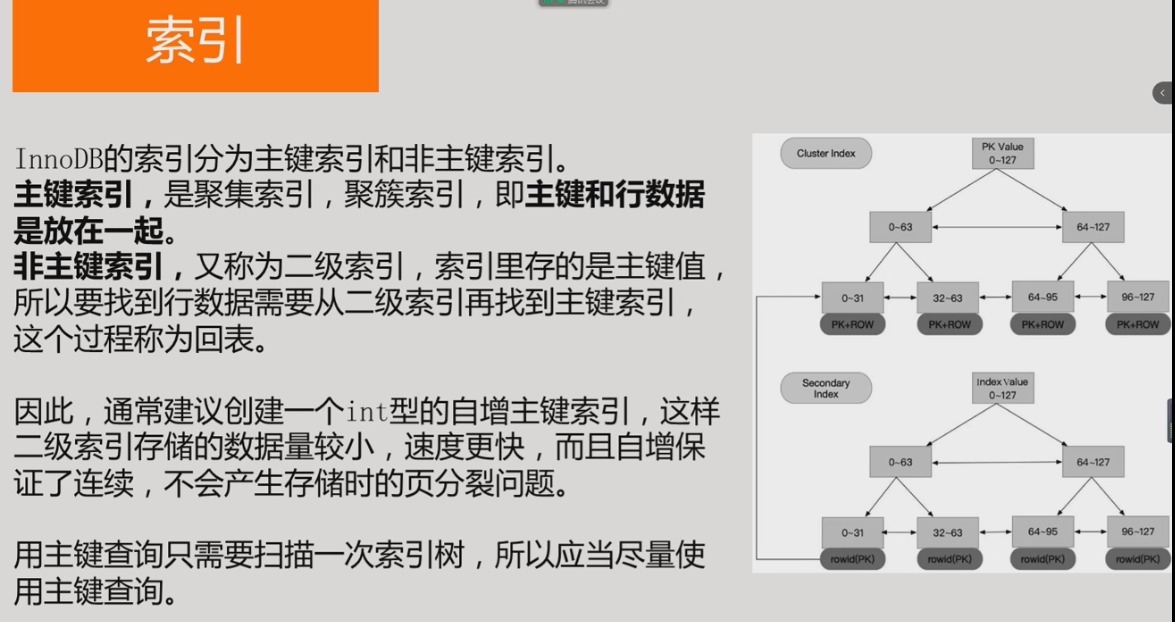 索引
InnoDB的索引分为主键索引和非主键索引。
主键索引，是聚集索引，聚簇索引，即主键和行数据
是放在一起。
非主键索引，又称为二级索引，索引里存的是主键值，
所以要找到行数据需要从二级索引再找到主键索引，
这个过程称为回表。
因此，通常建议创建一个int型的自增主键索引，这样
二级索引存储的数据量较小，速度更快，而且自增保
证了连续，不会产生存储时的页分裂问题。
用主键查询只需要扫描一次索引树，所以应当尽量使
用主键查询。
Cluster Index
PK Value
0~127
0~63
64~127
0~31
32~63
64~95
96~127
PK+ROW
PK+ROW
PK+ROW
PK+ROW
Secondary
Index
Index Value
0~127
0~63
64~127
0~31
32~63
64~95
96~127
rowid(PK)
rowid(PK)
rowid(PK)
rowid(PK)